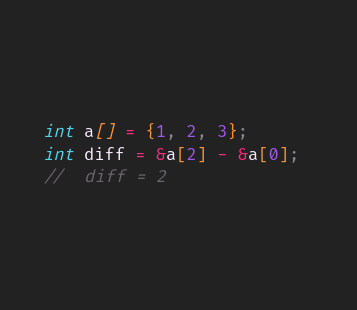 int a[] = {1, 2, 3};
int diff = &a[2] - &a[0];
//  diff = 2